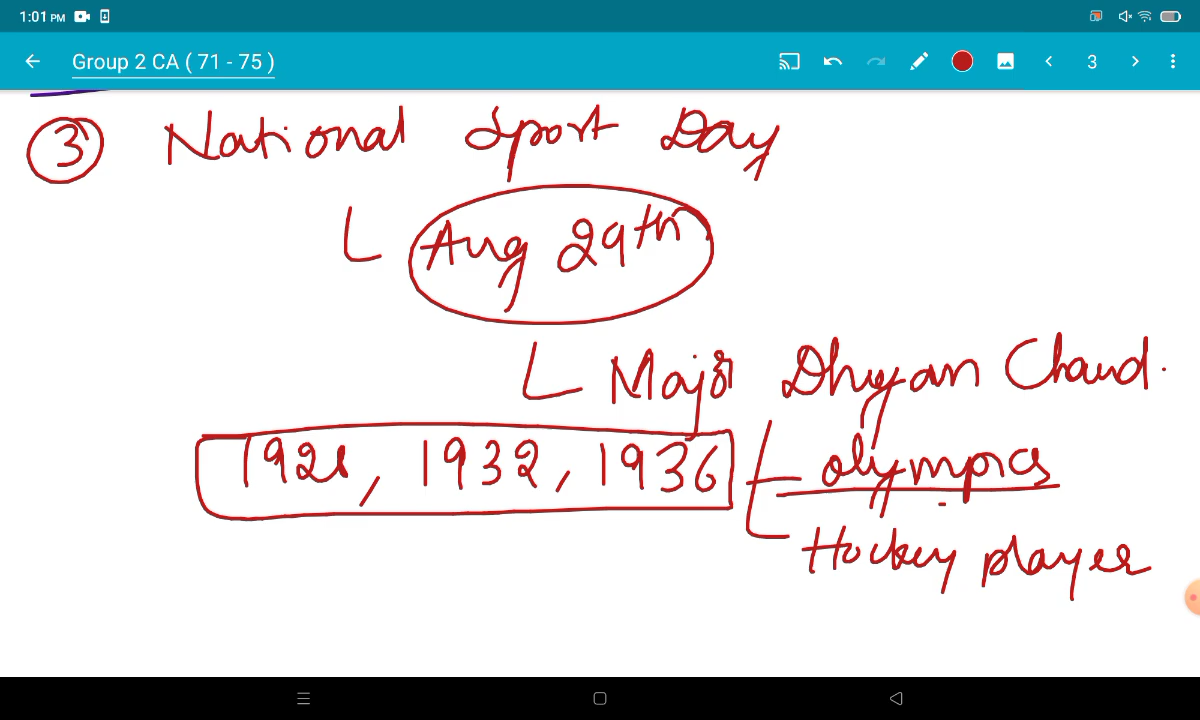 1:01 PM
Group 2 CA ( 71 - 75 )
3
③ National Sport Day
Aug 29th
Major Dhyan Chand.
1928, 1932, 1936
olympics
Hockey player